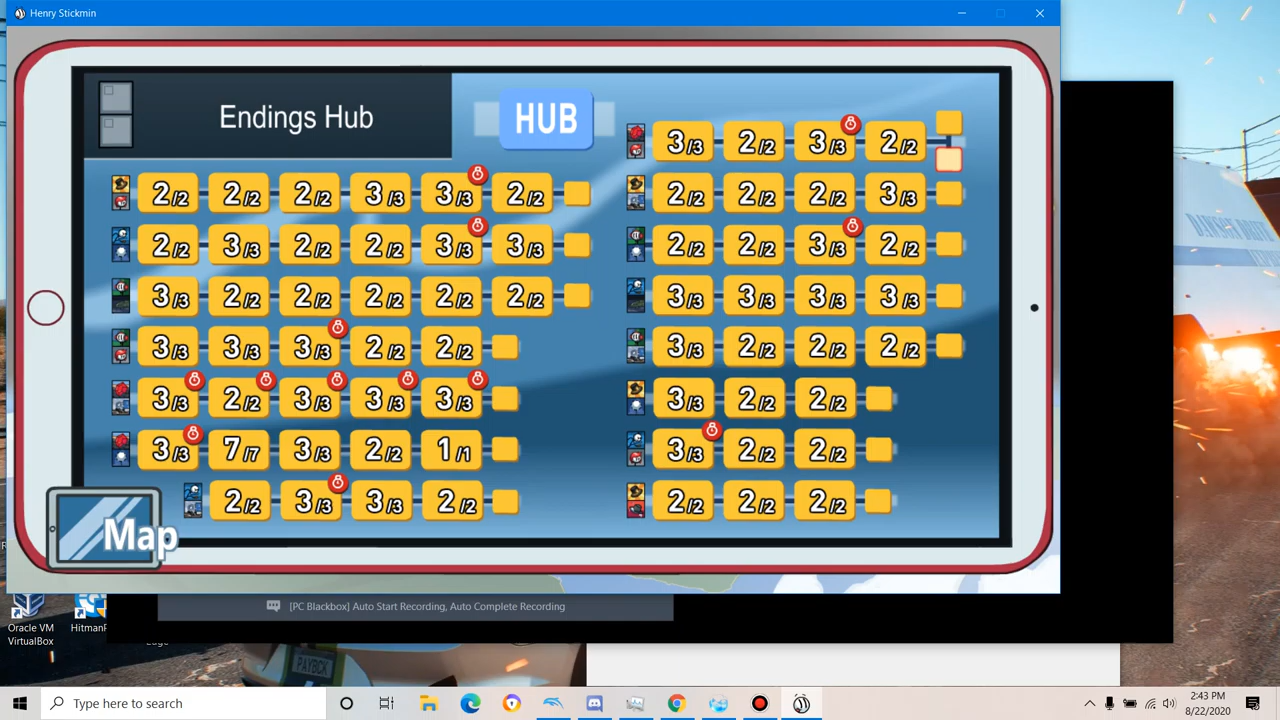 Henry Stickmin
Endings Hub
HUB
2/2 2/2 2/2 3/3 3/3 2/2
2/2 3/3 2/2 2/2 3/3 3/3
3/3 2/2 2/2 2/2 2/2 2/2
3/3 3/3 3/3 2/2 2/2
3/3 2/2 3/3 3/3 3/3
3/3 7/7 3/3 2/2 1/1
2/2 3/3 3/3 2/2
3/3 2/2 3/3 2/2
2/2 2/2 2/2 3/3
2/2 2/2 3/3 2/2
3/3 3/3 3/3 3/3
3/3 2/2 2/2 2/2
3/3 2/2 2/2
3/3 2/2 2/2
2/2 2/2 2/2
Map
[PC Blackbox] Auto Start Recording, Auto Complete Recording
Oracle VM
VirtualBox
Edge
PAYBCK
Type here to search
2:43 PM
8/22/2020